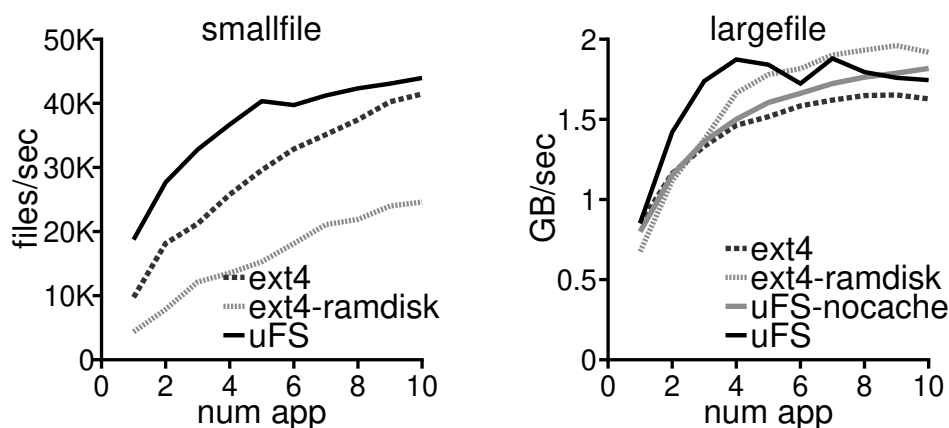 smallfile
files/sec
50K
40K
30K
20K
10K
0
ext4
ext4-ramdisk
uFS
0 2 4 6 8 10
num app
largefile
GB/sec
2
1.5
1
0.5
0
ext4
ext4-ramdisk
uFS-nocache
uFS
0 2 4 6 8 10
num app